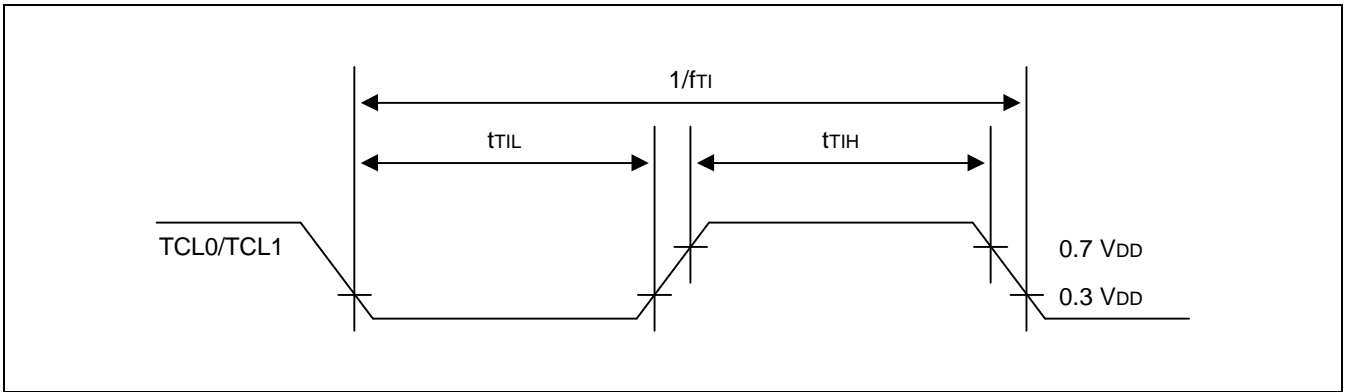 1/fTI
tTIL
tTIH
TCL0/TCL1
0.7 VDD
0.3 VDD